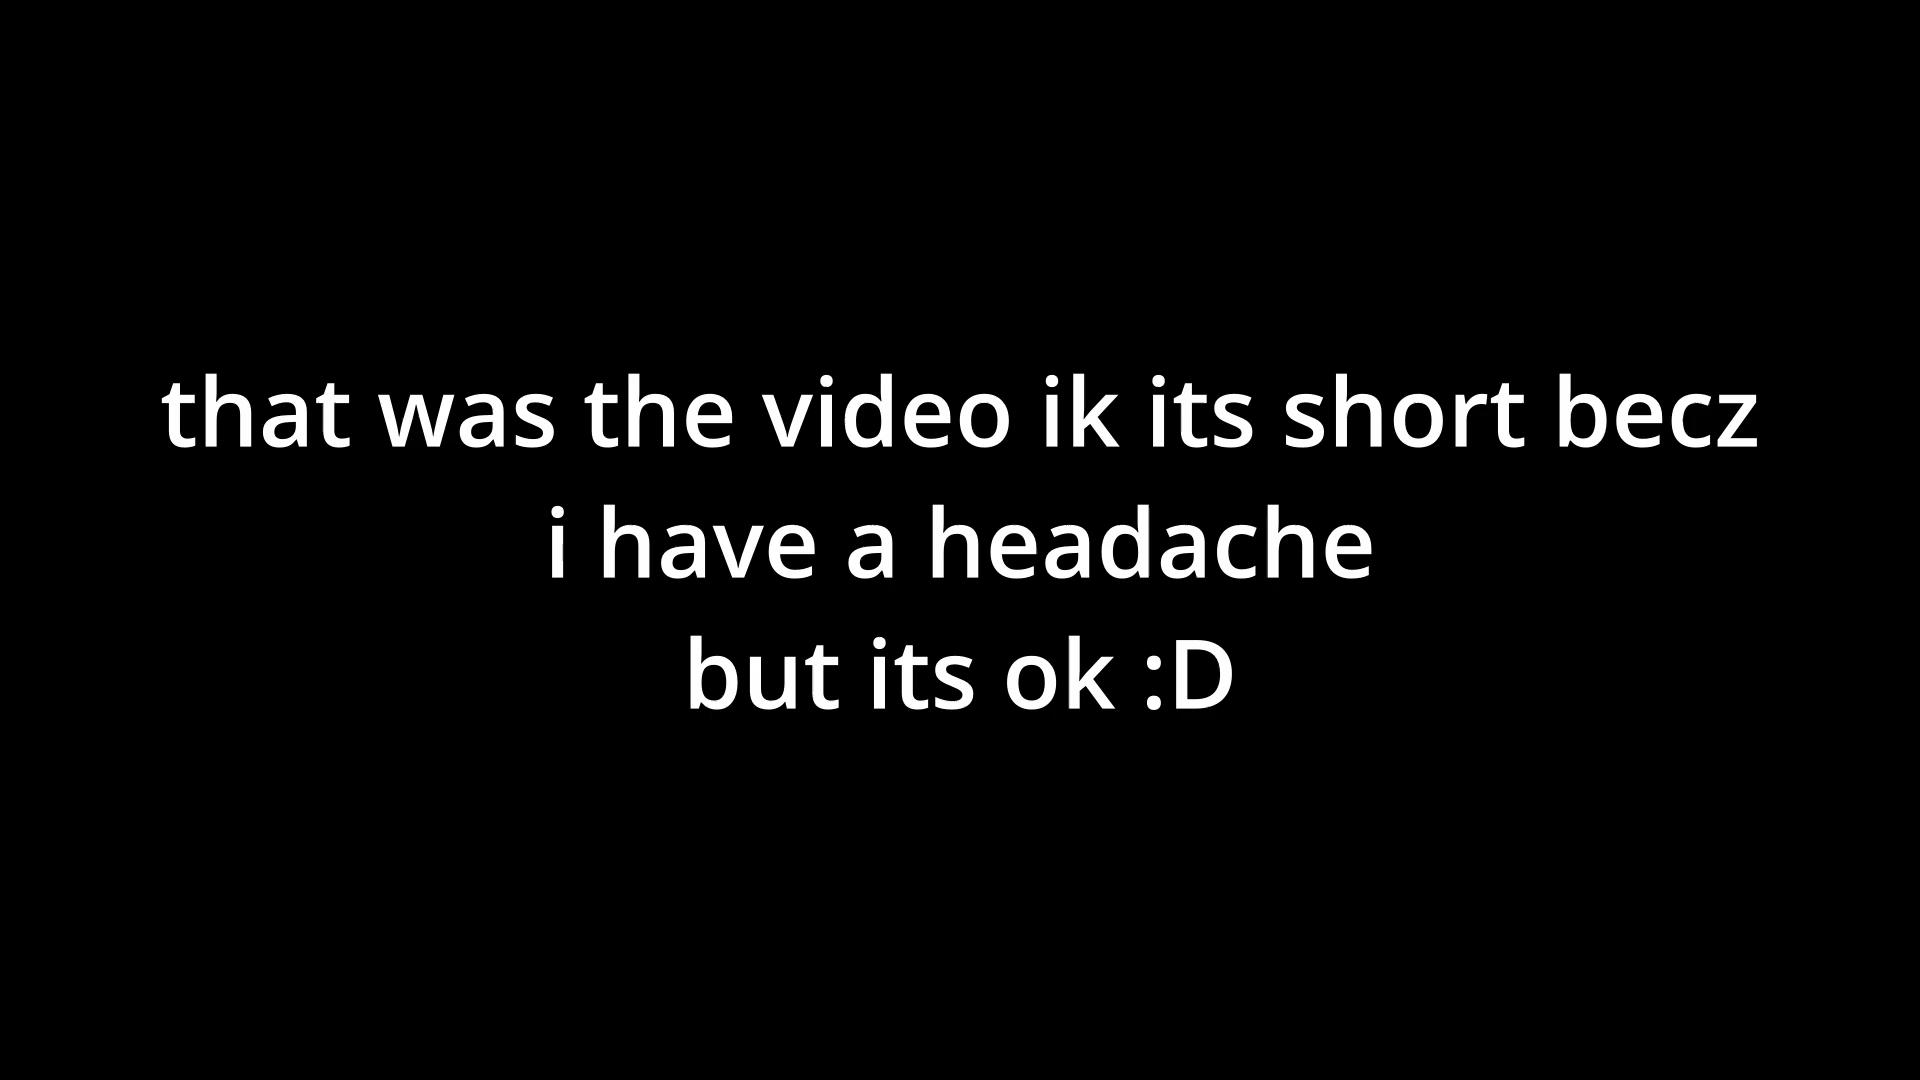 that was the video ik its short becz
i have a headache
but its ok :D